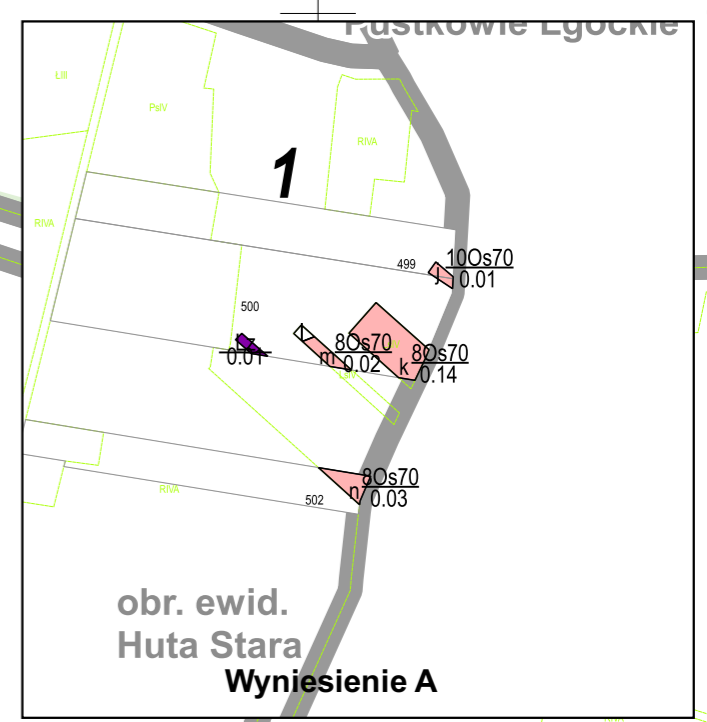 Pustkowie Łgockie
LIII
PsIV
RIVA
1
RIVA
499
j
10Os70
0.01
500
0.01
m
8Os70
0.02
k
8Os70
0.14
n
8Os70
0.03
RIVA
502
obr. ewid.
Huta Stara
Wyniesienie A